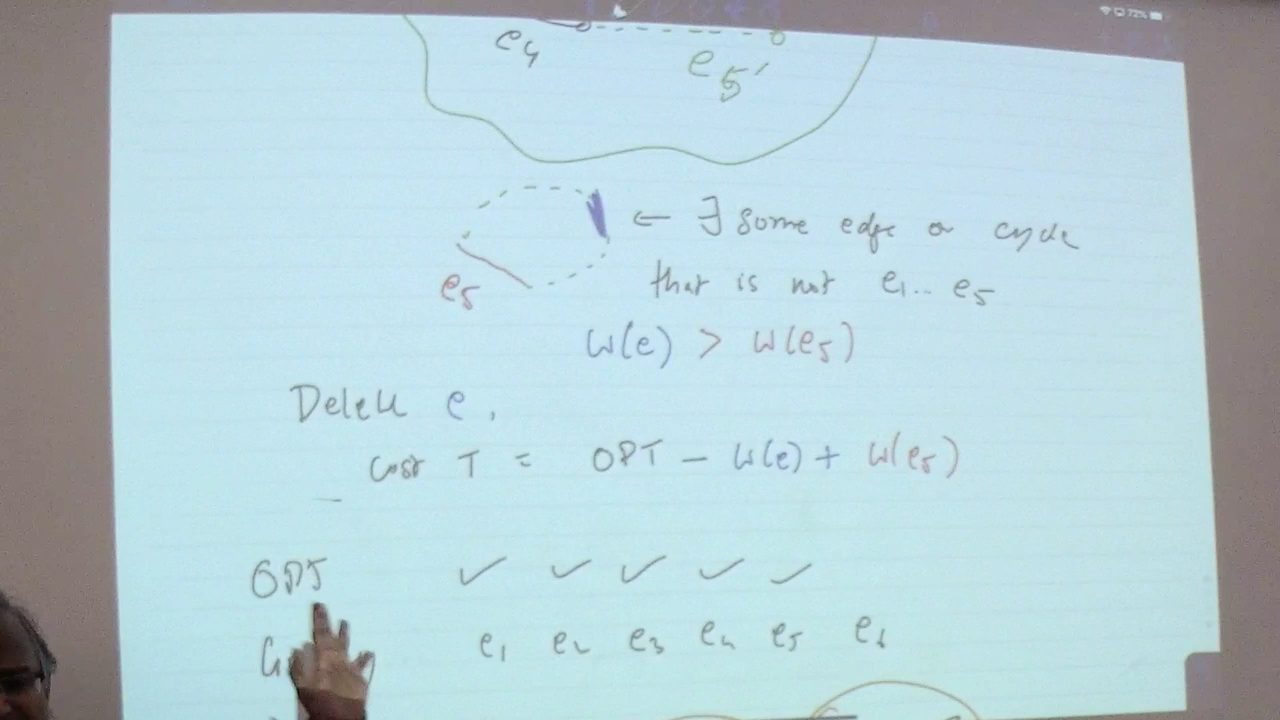 e4 e5'
← ∃ some edge on cycle
e5 that is not e1.. e5
w(e) > w(e5)
Delete e,
cost T = OPT - w(e) + w(e5)
OPT ✓ ✓ ✓ ✓ ✓
e1 e2 e3 e4 e5 e6